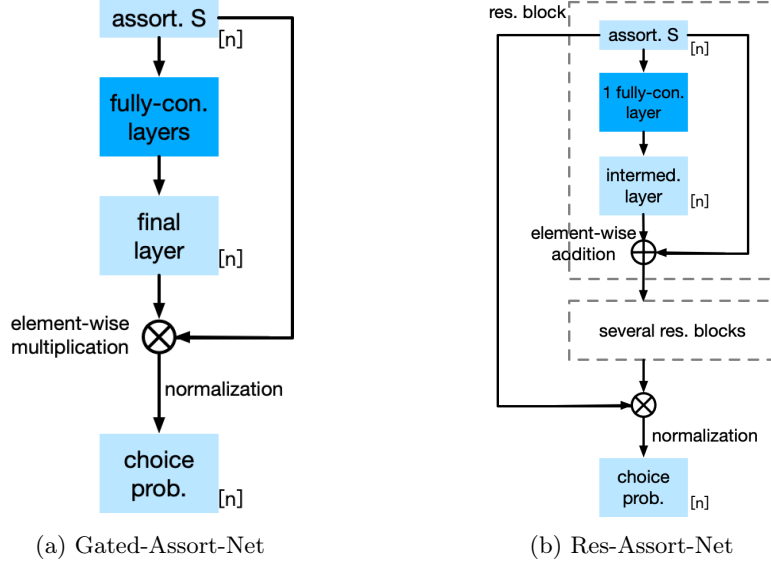 assort. S
[n]
fully-con.
layers
final
layer
[n]
element-wise
multiplication
normalization
choice
prob.
[n]
(a) Gated-Assort-Net
res. block
assort. S
[n]
1 fully-con.
layer
intermed.
layer
[n]
element-wise
addition
several res. blocks
normalization
choice
prob.
[n]
(b) Res-Assort-Net